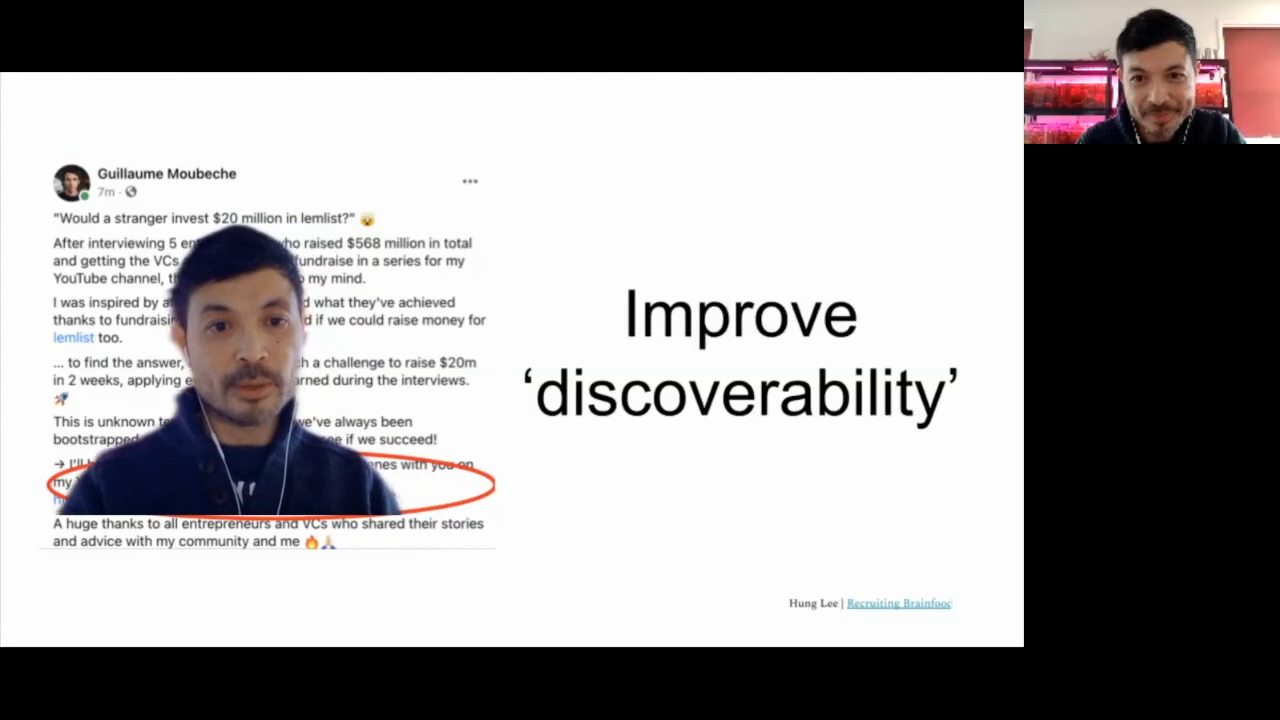 Guillaume Moubeche
7m ·
"Would a stranger invest $20 million in lemlist?" 🤯
After interviewing 5 who raised $568 million in total
and getting the VCs fundraise in a series for my
YouTube channel, my mind.
I was inspired by what they've achieved
thanks to if we could raise money for
lemlist too.
... to find the answer, a challenge to raise $20m
in 2 weeks, applying during the interviews.
🚀
This is unknown we've always been
bootstrapped if we succeed!
→ I'll with you on
my
A huge thanks to all entrepreneurs and VCs who shared their stories
and advice with my community and me 🔥🙏
Improve
‘discoverability’
Hung Lee | Recruiting Brainfood